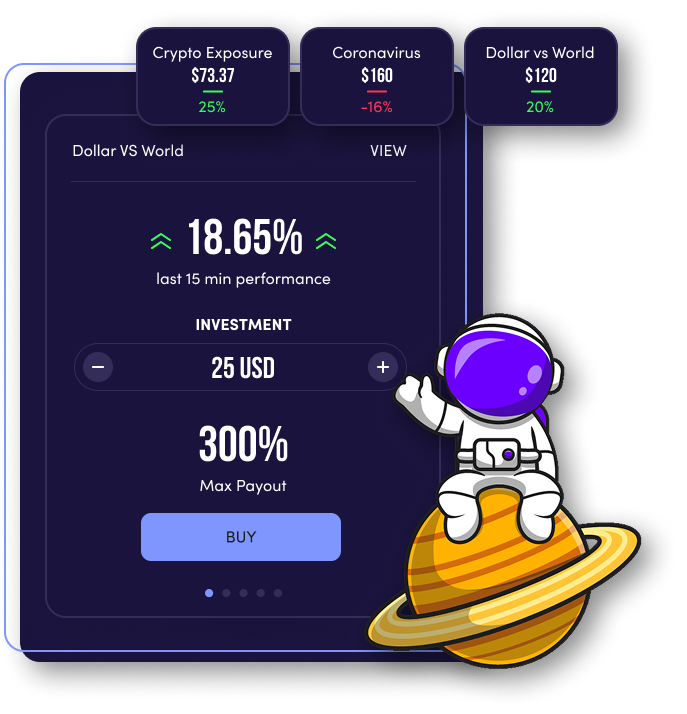 Crypto Exposure
$73.37
25%
Coronavirus
$160
-16%
Dollar vs World
$120
20%
Dollar VS World VIEW
18.65%
last 15 min performance
INVESTMENT
− 25 USD +
300%
Max Payout
BUY